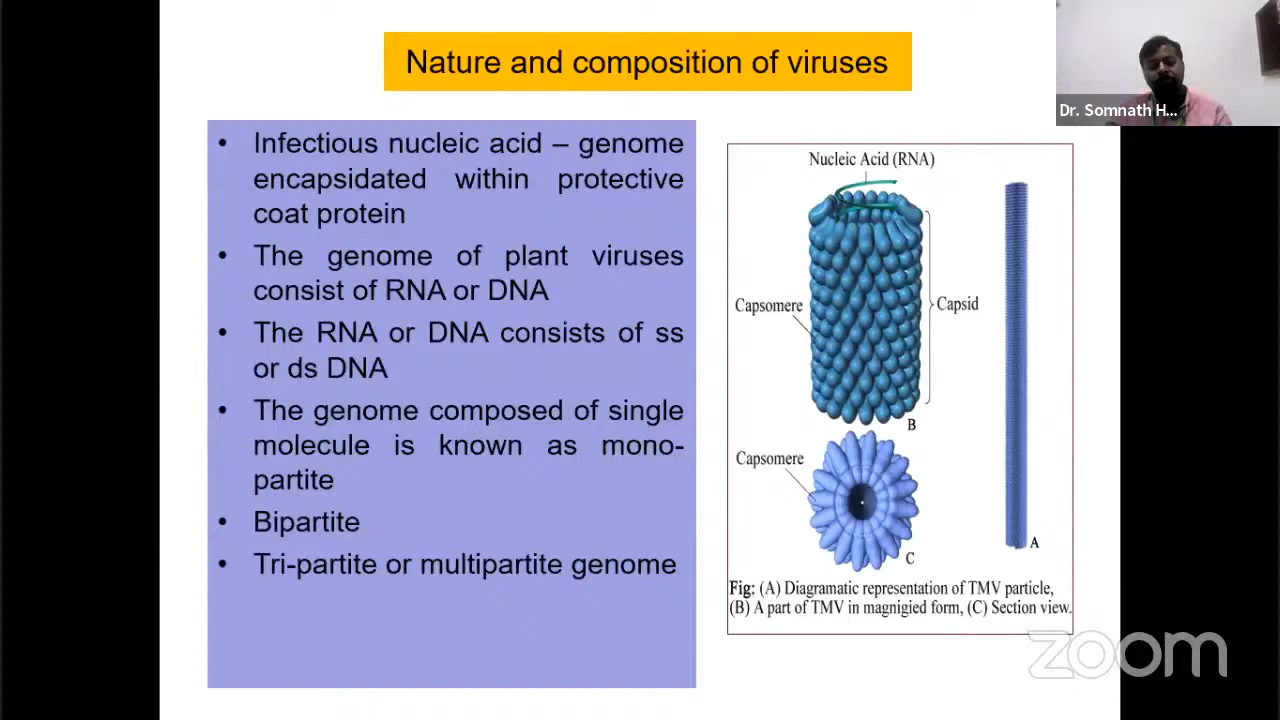 Nature and composition of viruses
Dr. Somnath H...
• Infectious nucleic acid – genome
encapsidated within protective
coat protein
• The genome of plant viruses
consist of RNA or DNA
• The RNA or DNA consists of ss
or ds DNA
• The genome composed of single
molecule is known as mono-
partite
• Bipartite
• Tri-partite or multipartite genome
Nucleic Acid (RNA)
Capsomere
Capsid
B
Capsomere
C
A
Fig: (A) Diagramatic representation of TMV particle,
(B) A part of TMV in magnigied form, (C) Section view.
zoom